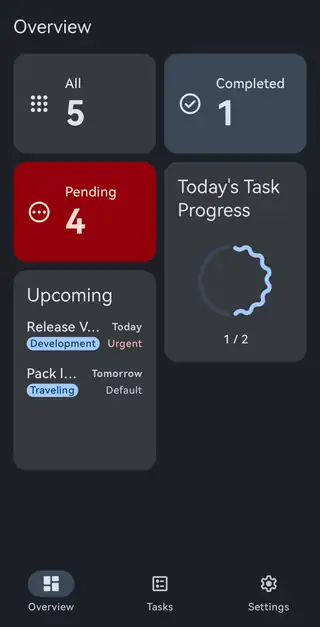 Overview
All
5
Completed
1
Pending
4
Today's Task
Progress
1 / 2
Upcoming
Release V... Today
Development Urgent
Pack l... Tomorrow
Traveling Default
Overview Tasks Settings